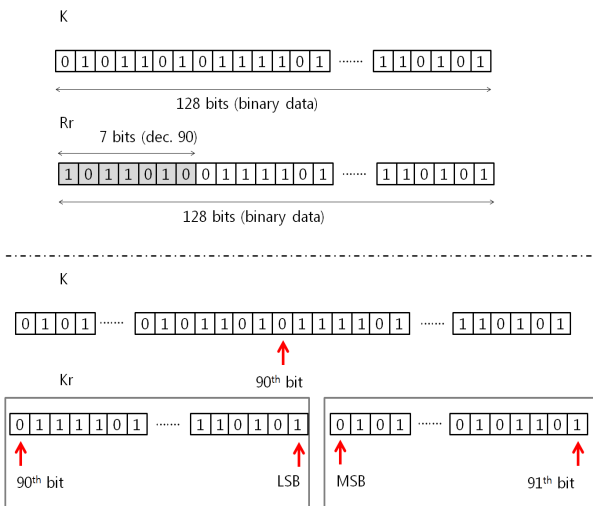 K
0 1 0 1 1 0 1 0 1 1 1 1 0 1 ······· 1 1 0 1 0 1
128 bits (binary data)
Rr
7 bits (dec. 90)
1 0 1 1 0 1 0 0 1 1 1 1 0 1 ······· 1 1 0 1 0 1
128 bits (binary data)
K
0 1 0 1 ······· 0 1 0 1 1 0 1 0 1 1 1 1 0 1 ······· 1 1 0 1 0 1
90th bit
Kr
0 1 1 1 1 0 1 ······· 1 1 0 1 0 1 0 1 0 1 ······· 0 1 0 1 1 0 1
90th bit LSB MSB 91th bit